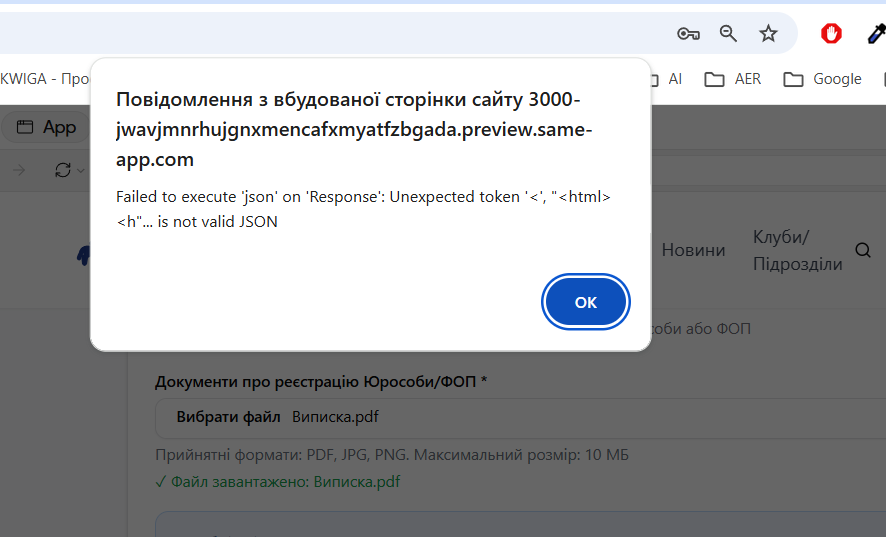 KWIGA - Про
AI
AER
Google
App
Повідомлення з вбудованої сторінки сайту 3000-
jwavjmnrhujgnxmencafxmyatfzbgada.preview.same-
app.com
Failed to execute 'json' on 'Response': Unexpected token '<', "<html>
<h"... is not valid JSON
ОК
Новини
Клуби/
Підрозділи
соби або ФОП
Документи про реєстрацію Юрособи/ФОП *
Вибрати файл Виписка.pdf
Прийняті формати: PDF, JPG, PNG. Максимальний розмір: 10 МБ
✓ Файл завантажено: Виписка.pdf